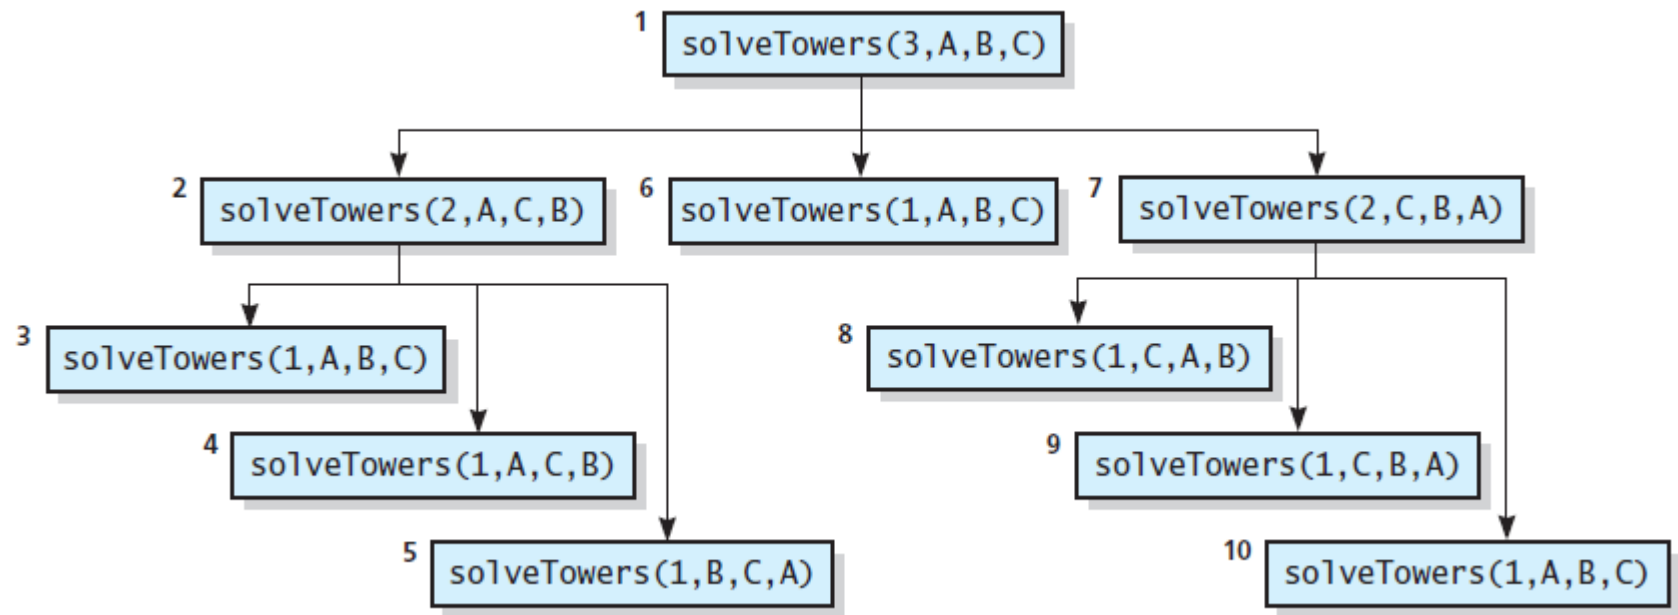 1 solveTowers(3,A,B,C)
2 solveTowers(2,A,C,B)
6 solveTowers(1,A,B,C)
7 solveTowers(2,C,B,A)
3 solveTowers(1,A,B,C)
8 solveTowers(1,C,A,B)
4 solveTowers(1,A,C,B)
9 solveTowers(1,C,B,A)
5 solveTowers(1,B,C,A)
10 solveTowers(1,A,B,C)